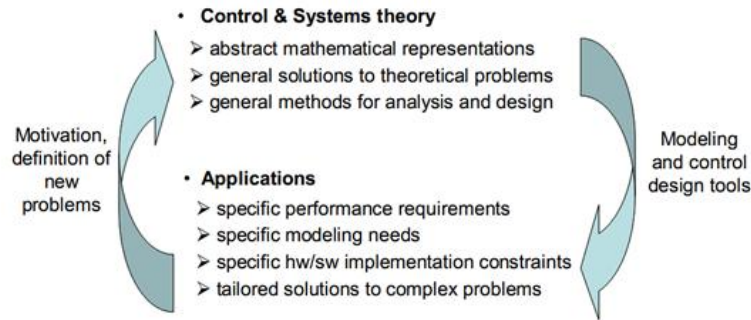 • Control & Systems theory
➢ abstract mathematical representations
➢ general solutions to theoretical problems
➢ general methods for analysis and design
Motivation,
definition of
new
problems
Modeling
and control
design tools
• Applications
➢ specific performance requirements
➢ specific modeling needs
➢ specific hw/sw implementation constraints
➢ tailored solutions to complex problems